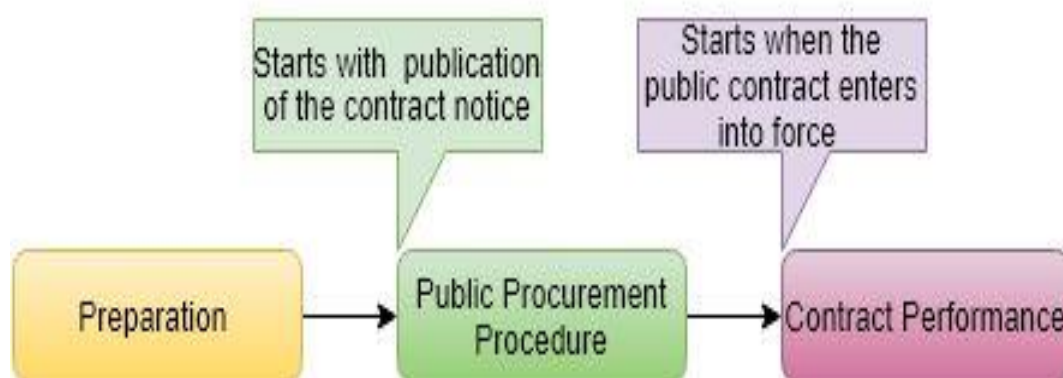 Starts with publication
of the contract notice
Starts when the
public contract enters
into force
Preparation
Public Procurement
Procedure
Contract Performance